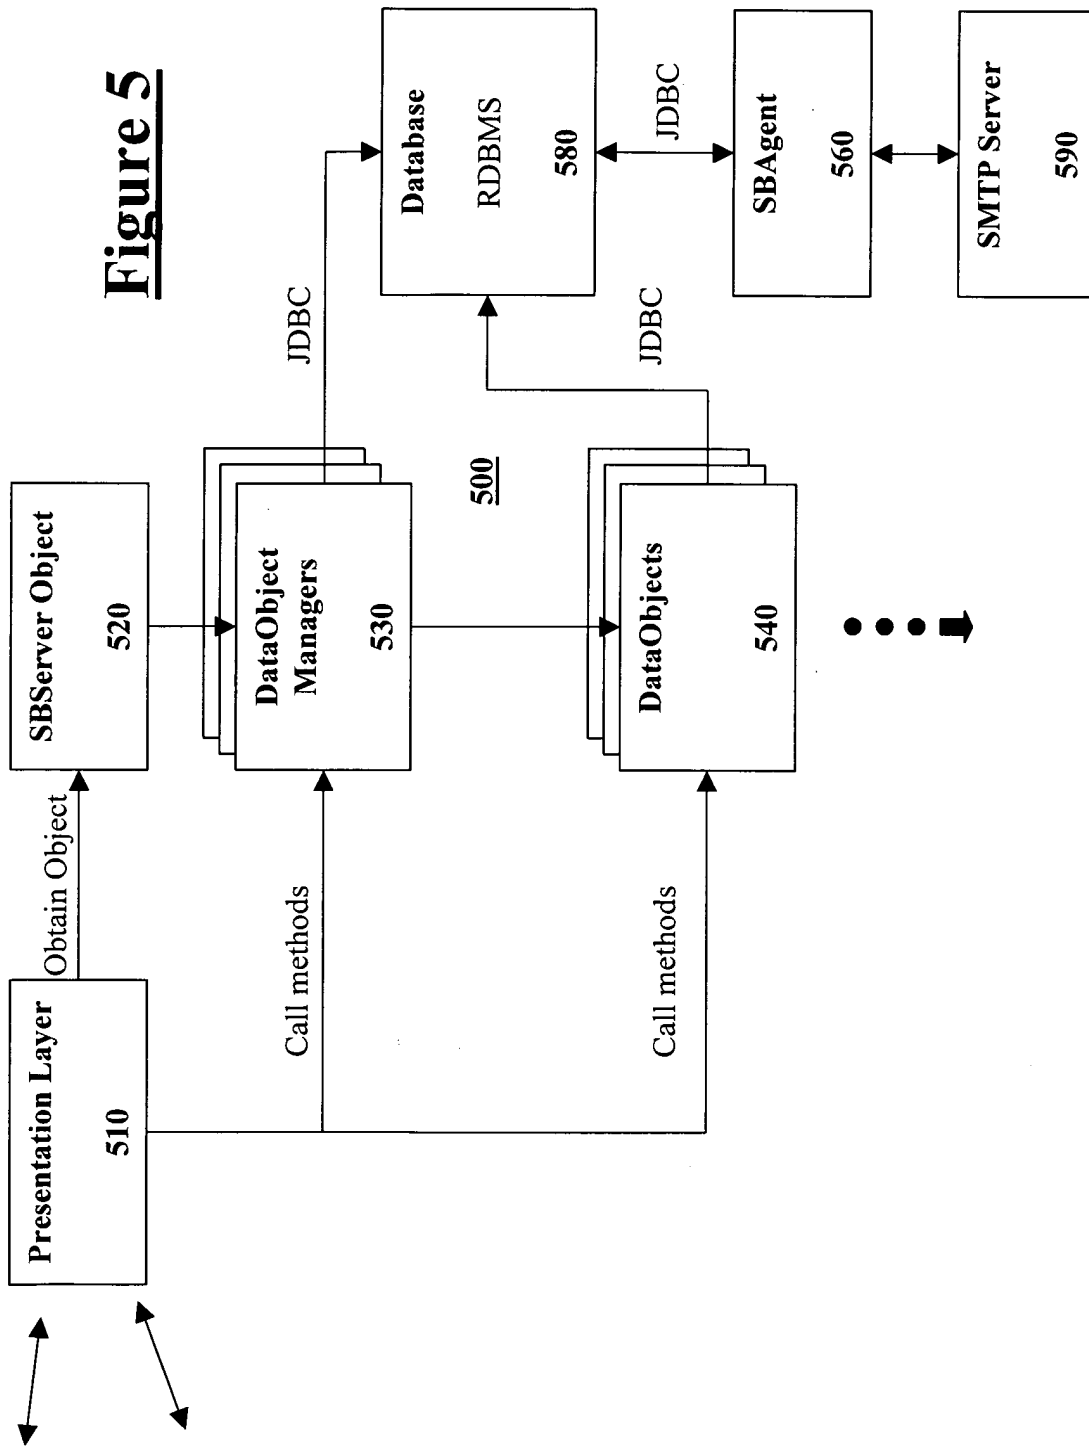 Figure 5
Presentation Layer
510
Obtain Object
SBServer Object
520
Call methods
DataObject
Managers
530
JDBC
Database
RDBMS
580
500
Call methods
DataObjects
540
JDBC
JDBC
SBAgent
560
SMTP Server
590